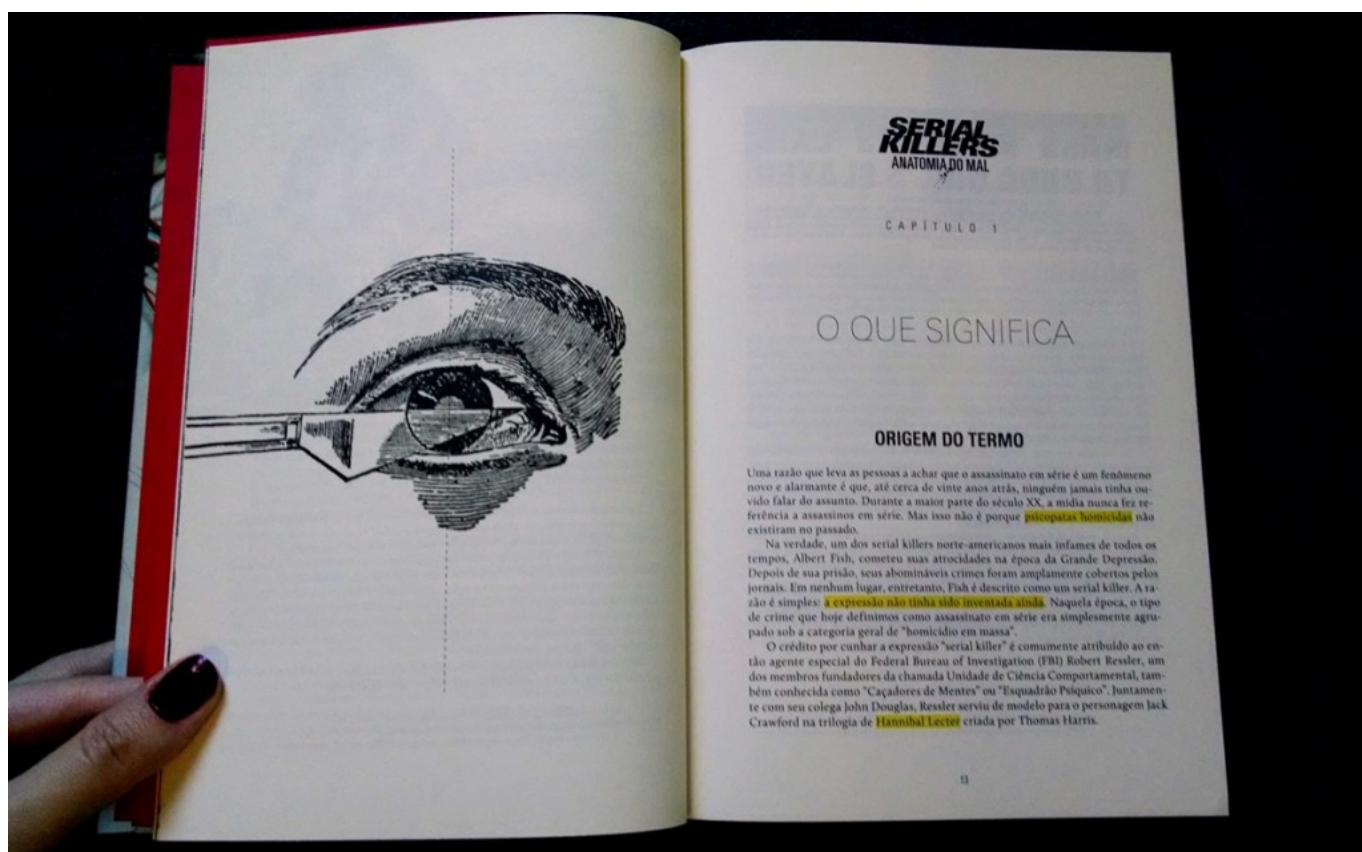 SERIAL
KILLERS
ANATOMIA DO MAL
CAPÍTULO 1
O QUE SIGNIFICA
ORIGEM DO TERMO
Uma razão que leva as pessoas a achar que o assassinato em série é um fenômeno
novo e alarmante é que, até cerca de vinte anos atrás, ninguém jamais tinha ou-
vido falar do assunto. Durante a maior parte do século XX, a mídia nunca fez re-
ferência a assassinos em série. Mas isso não é porque psicopatas homicidas não
existiram no passado.
Na verdade, um dos serial killers norte-americanos mais infames de todos os
tempos, Albert Fish, cometeu suas atrocidades na época da Grande Depressão.
Depois de sua prisão, seus abomináveis crimes foram amplamente cobertos pelos
jornais. Em nenhum lugar, entretanto, Fish é descrito como um serial killer. A ra-
zão é simples: a expressão não tinha sido inventada ainda. Naquela época, o tipo
de crime que hoje definimos como assassinato em série era simplesmente agru-
pado sob a categoria geral de "homicídio em massa".
O crédito por cunhar a expressão "serial killer" é comumente atribuído ao en-
tão agente especial do Federal Bureau of Investigation (FBI) Robert Ressler, um
dos membros fundadores da chamada Unidade de Ciência Comportamental, tam-
bém conhecida como "Caçadores de Mentes" ou "Esquadrão Psíquico". Juntamen-
te com seu colega John Douglas, Ressler serviu de modelo para o personagem Jack
Crawford na trilogia de Hannibal Lecter criada por Thomas Harris.
13